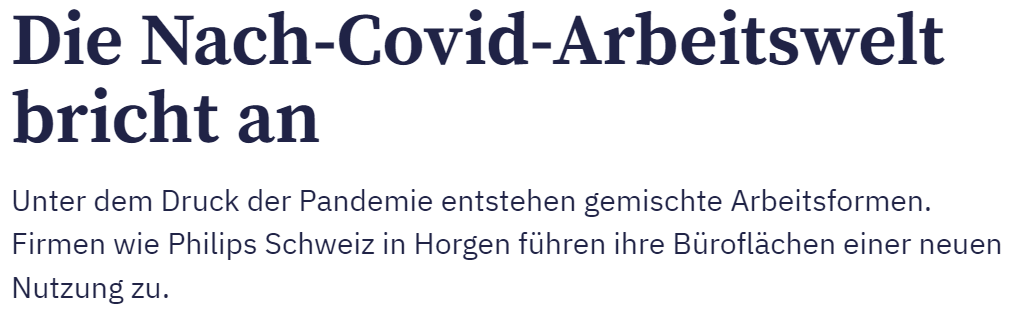 Die Nach-Covid-Arbeitswelt
bricht an
Unter dem Druck der Pandemie entstehen gemischte Arbeitsformen.
Firmen wie Philips Schweiz in Horgen führen ihre Büroflächen einer neuen
Nutzung zu.